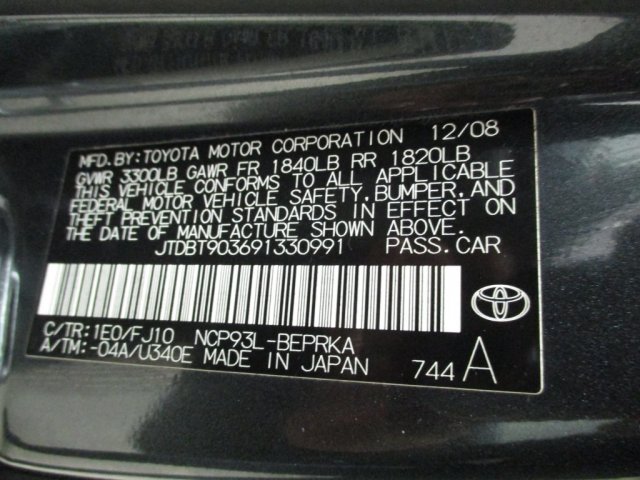 MFD. BY: TOYOTA MOTOR CORPORATION 12/08
GVWR 3300LB GAWR FR 1840LB RR 1820LB
THIS VEHICLE CONFORMS TO ALL APPLICABLE
FEDERAL MOTOR VEHICLE SAFETY, BUMPER, AND
THEFT PREVENTION STANDARDS IN EFFECT ON
THE DATE OF MANUFACTURE SHOWN ABOVE.
JTDBT903691330991 PASS. CAR
C/TR: 1E0/FJ10 NCP93L-BEPRKA
A/TM: -04A/U340E MADE IN JAPAN
744 A